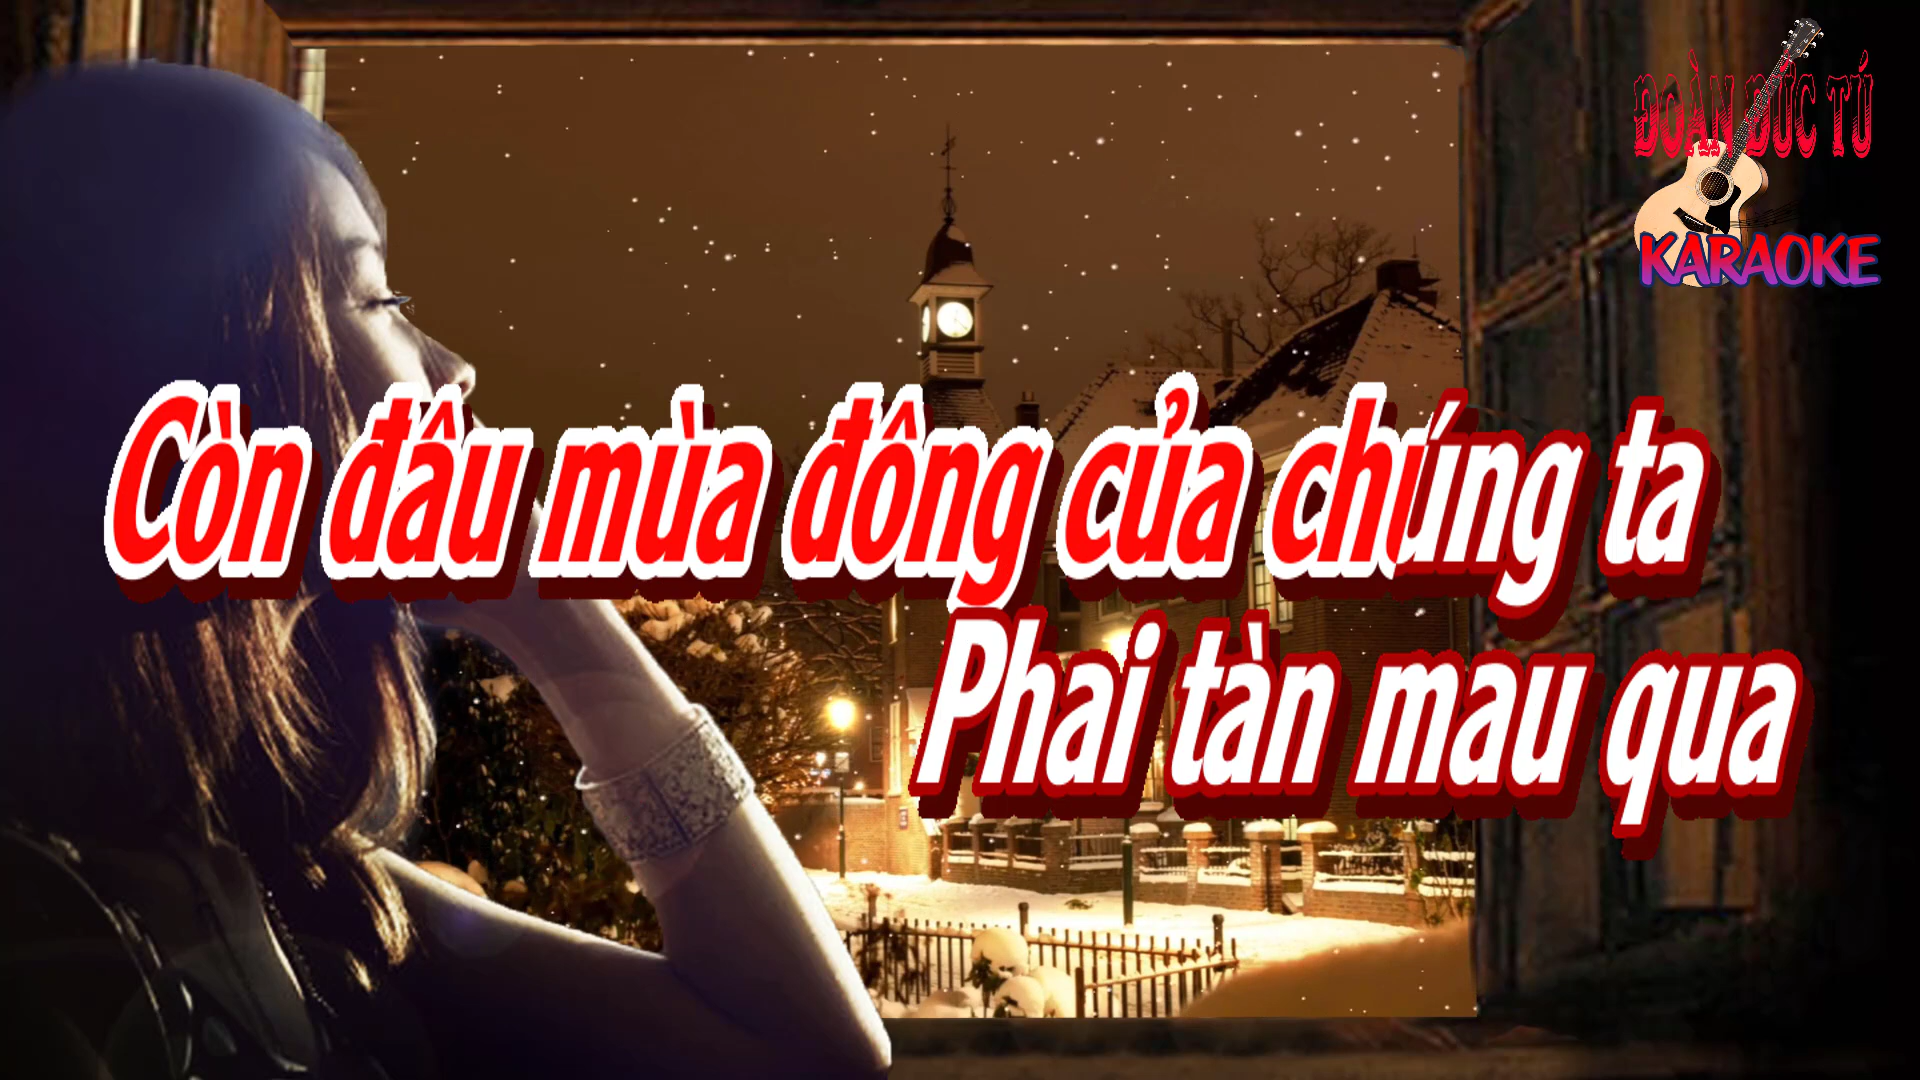 ĐOÀN ĐỨC TÚ
KARAOKE
Còn đâu mùa đông của chúng ta
Phai tàn mau qua